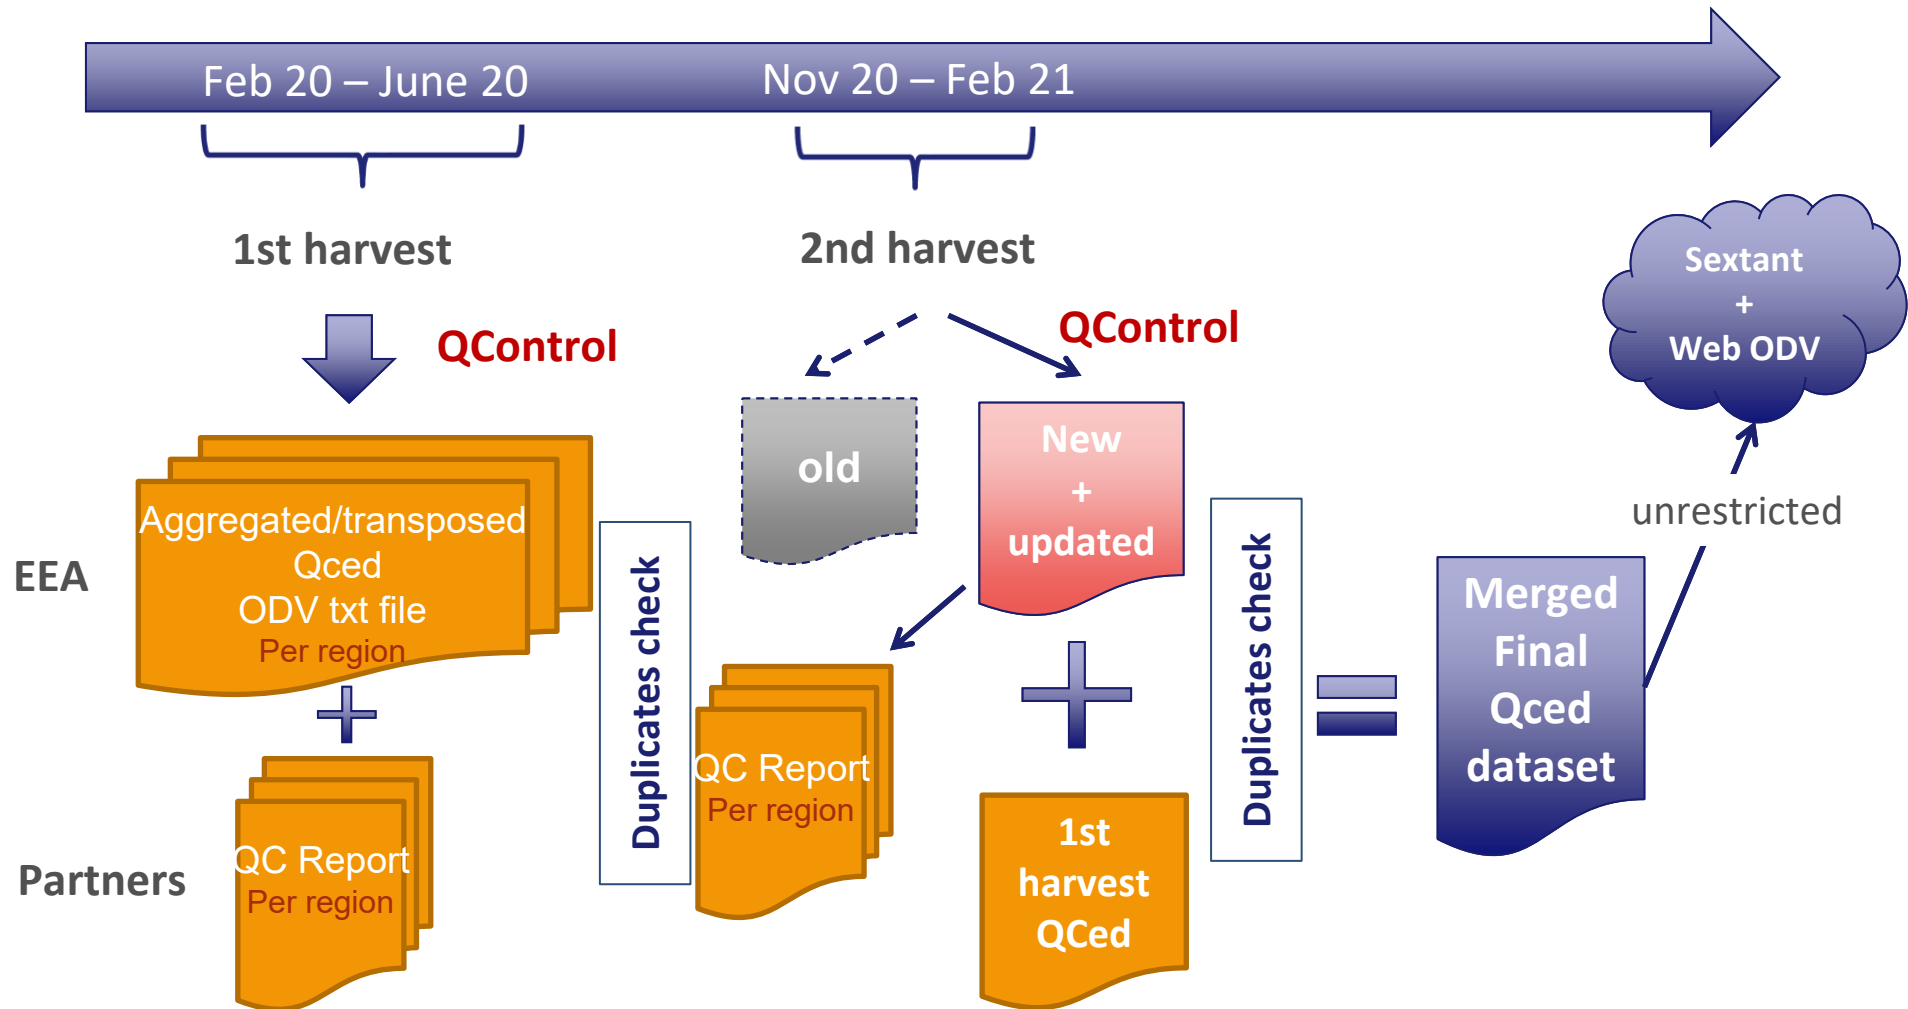 Feb 20 – June 20
Nov 20 – Feb 21
1st harvest
2nd harvest
QControl
QControl
Sextant
+
Web ODV
old
New
+
updated
unrestricted
EEA
Aggregated/transposed
Qced
ODV txt file
Per region
Duplicates check
Duplicates check
Merged
Final
Qced
dataset
QC Report
Per region
Partners
QC Report
Per region
1st
harvest
QCed